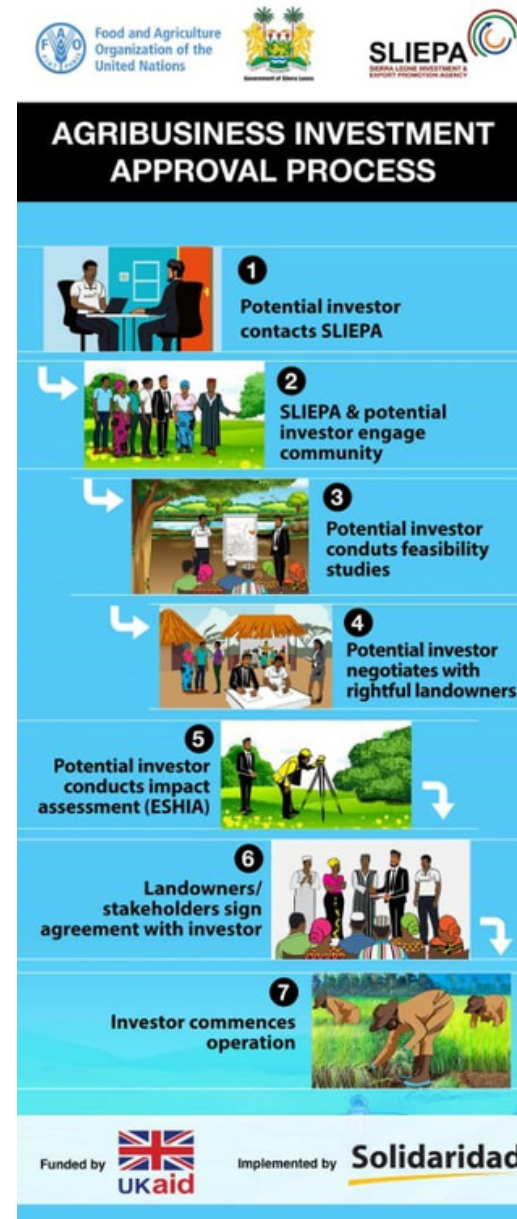 Food and Agriculture
Organization of the
United Nations
FAO
FIAT PANIS
Government of Sierra Leone
SLIEPA
SIERRA LEONE INVESTMENT &
EXPORT PROMOTION AGENCY
AGRIBUSINESS INVESTMENT
APPROVAL PROCESS
1
Potential investor
contacts SLIEPA
2
SLIEPA & potential
investor engage
community
3
Potential investor
conduts feasibility
studies
4
Potential investor
negotiates with
rightful landowners
5
Potential investor
conducts impact
assessment (ESHIA)
6
Landowners/
stakeholders sign
agreement with investor
7
Investor commences
operation
Funded by
UKaid
Implemented by
Solidaridad